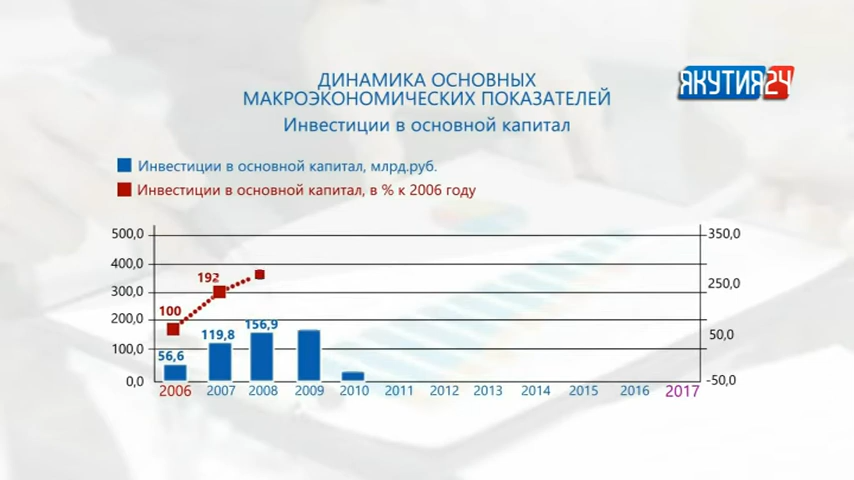 ДИНАМИКА ОСНОВНЫХ
МАКРОЭКОНОМИЧЕСКИХ ПОКАЗАТЕЛЕЙ
Инвестиции в основной капитал
ЯКУТИЯ24
Инвестиции в основной капитал, млрд.руб.
Инвестиции в основной капитал, в % к 2006 году
500,0 350,0
400,0
300,0 192 250,0
200,0 100
119,8 156,9 50,0
100,0 56,6
0,0 -50,0
2006 2007 2008 2009 2010 2011 2012 2013 2014 2015 2016 2017